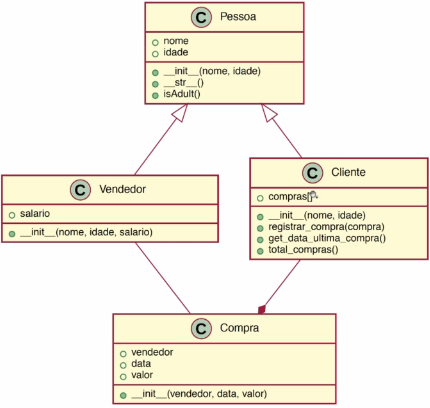 C Pessoa
nome
idade
__init__(nome, idade)
__str__()
isAdult()
C Vendedor
salario
__init__(nome, idade, salario)
C Cliente
compras[]
__init__(nome, idade)
registrar_compra(compra)
get_data_ultima_compra()
total_compras()
C Compra
vendedor
data
valor
__init__(vendedor, data, valor)